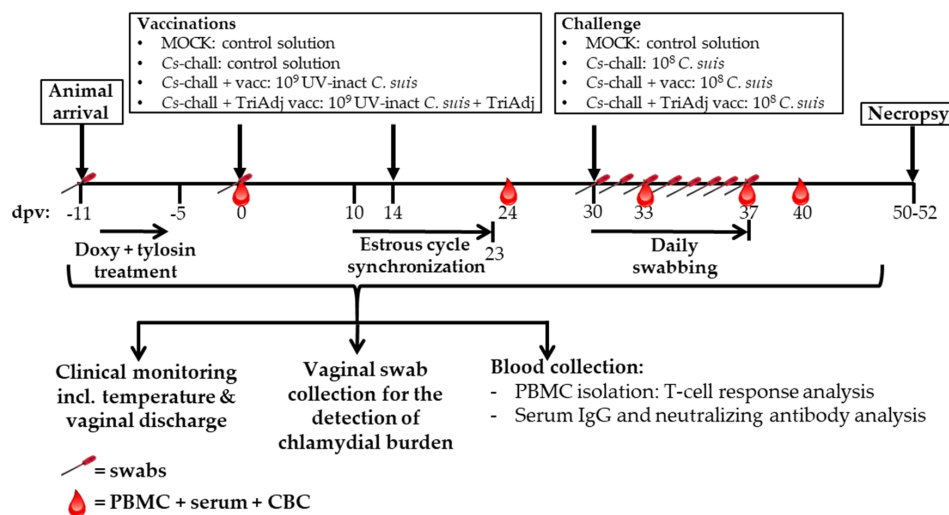 Vaccinations
• MOCK: control solution
• Cs-chall: control solution
• Cs-chall + vacc: 10⁹ UV-inact C. suis
• Cs-chall + TriAdj vacc: 10⁹ UV-inact C. suis + TriAdj
Challenge
• MOCK: control solution
• Cs-chall: 10⁸ C. suis
• Cs-chall + vacc: 10⁸ C. suis
• Cs-chall + TriAdj vacc: 10⁸ C. suis
Animal
arrival
Necropsy
dpv: -11 -5 0 10 14 24 30 33 37 40 50-52
Doxy + tylosin
treatment
Estrous cycle
synchronization
23
Daily
swabbing
Clinical monitoring
incl. temperature &
vaginal discharge
Vaginal swab
collection for the
detection of
chlamydial burden
Blood collection:
- PBMC isolation: T-cell response analysis
- Serum IgG and neutralizing antibody analysis
= swabs
= PBMC + serum + CBC